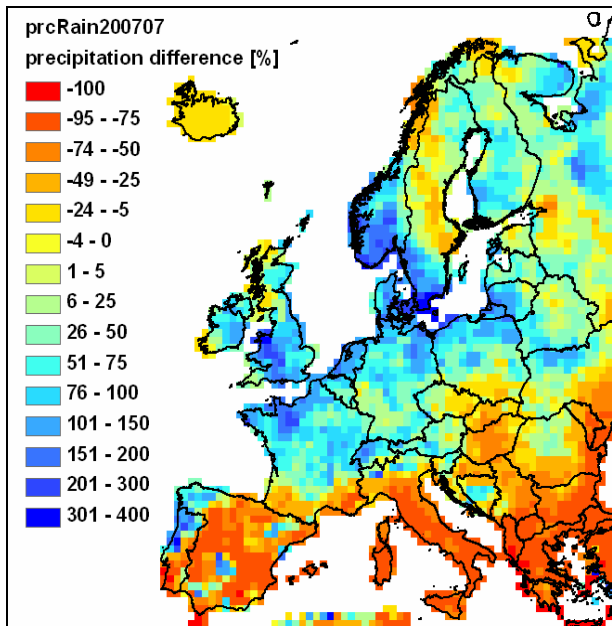 prcRain200707
precipitation difference [%]
-100
-95 - -75
-74 - -50
-49 - -25
-24 - -5
-4 - 0
1 - 5
6 - 25
26 - 50
51 - 75
76 - 100
101 - 150
151 - 200
201 - 300
301 - 400